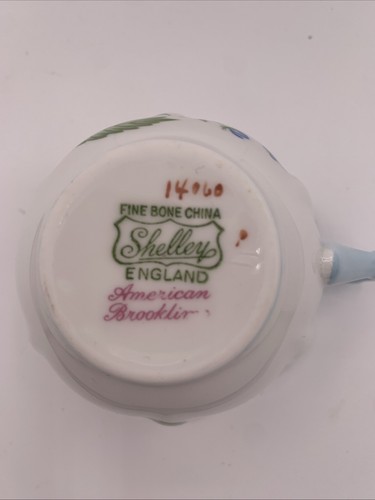 14060
FINE BONE CHINA
Shelley
ENGLAND
American